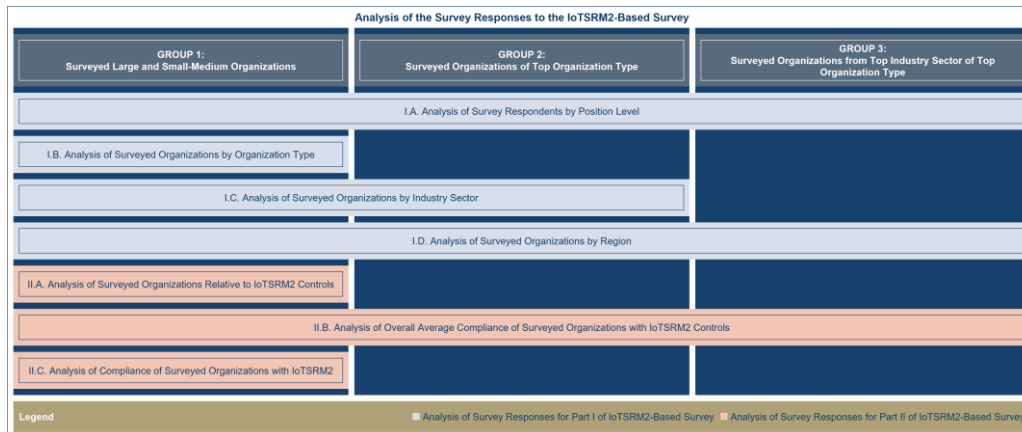 Analysis of the Survey Responses to the IoTSRM2-Based Survey
GROUP 1:
Surveyed Large and Small-Medium Organizations
GROUP 2:
Surveyed Organizations of Top Organization Type
GROUP 3:
Surveyed Organizations from Top Industry Sector of Top
Organization Type
I.A. Analysis of Survey Respondents by Position Level
I.B. Analysis of Surveyed Organizations by Organization Type
I.C. Analysis of Surveyed Organizations by Industry Sector
I.D. Analysis of Surveyed Organizations by Region
II.A. Analysis of Surveyed Organizations Relative to IoTSRM2 Controls
II.B. Analysis of Overall Average Compliance of Surveyed Organizations with IoTSRM2 Controls
II.C. Analysis of Compliance of Surveyed Organizations with IoTSRM2
Legend
Analysis of Survey Responses for Part I of IoTSRM2-Based Survey
Analysis of Survey Responses for Part II of IoTSRM2-Based Survey